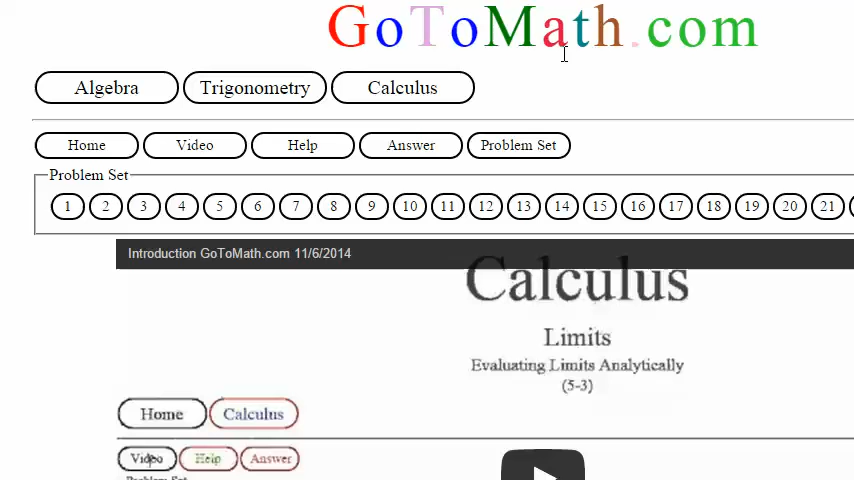 GoToMath.com
Algebra Trigonometry Calculus
Home Video Help Answer Problem Set
Problem Set
1 2 3 4 5 6 7 8 9 10 11 12 13 14 15 16 17 18 19 20 21
Introduction GoToMath.com 11/6/2014
Calculus
Limits
Evaluating Limits Analytically
(5-3)
Home Calculus
Video Help Answer
Problem Set